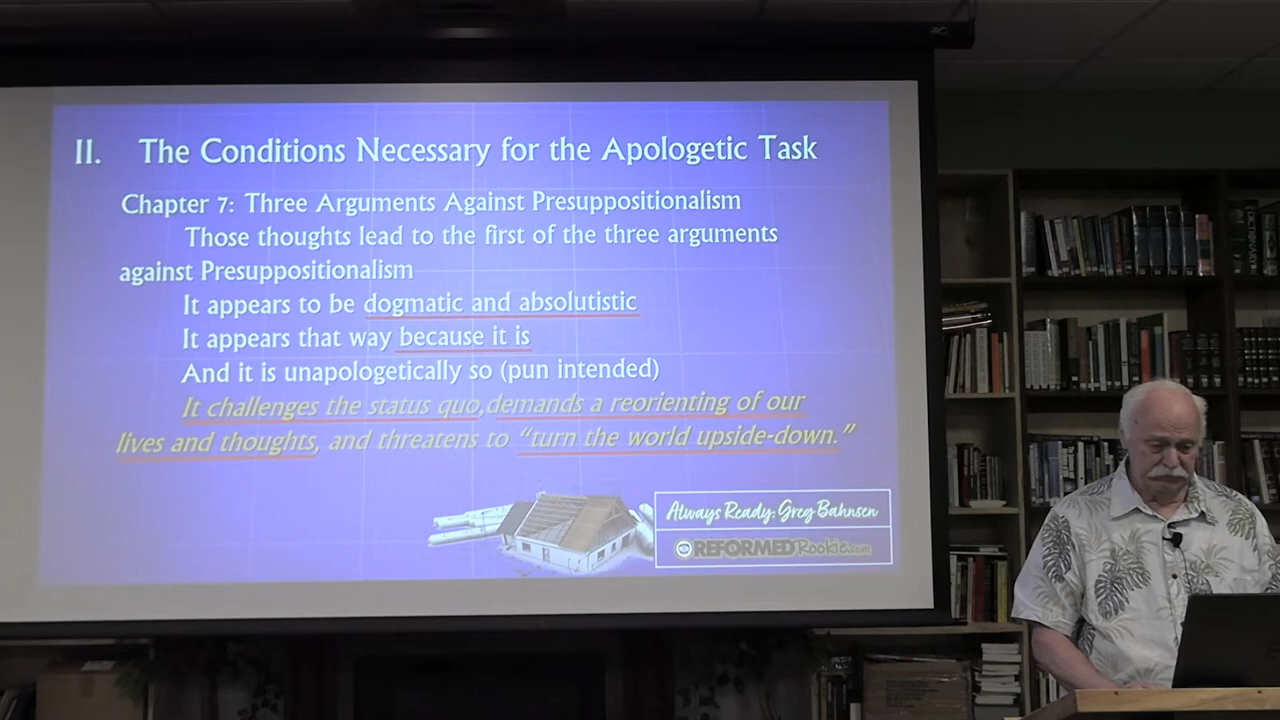 II. The Conditions Necessary for the Apologetic Task
Chapter 7: Three Arguments Against Presuppositionalism
Those thoughts lead to the first of the three arguments
against Presuppositionalism
It appears to be dogmatic and absolutistic
It appears that way because it is
And it is unapologetically so (pun intended)
It challenges the status quo, demands a reorienting of our
lives and thoughts, and threatens to “turn the world upside-down.”
Always Ready: Greg Bahnsen
REFORMEDRookie.com
DICTIONARY